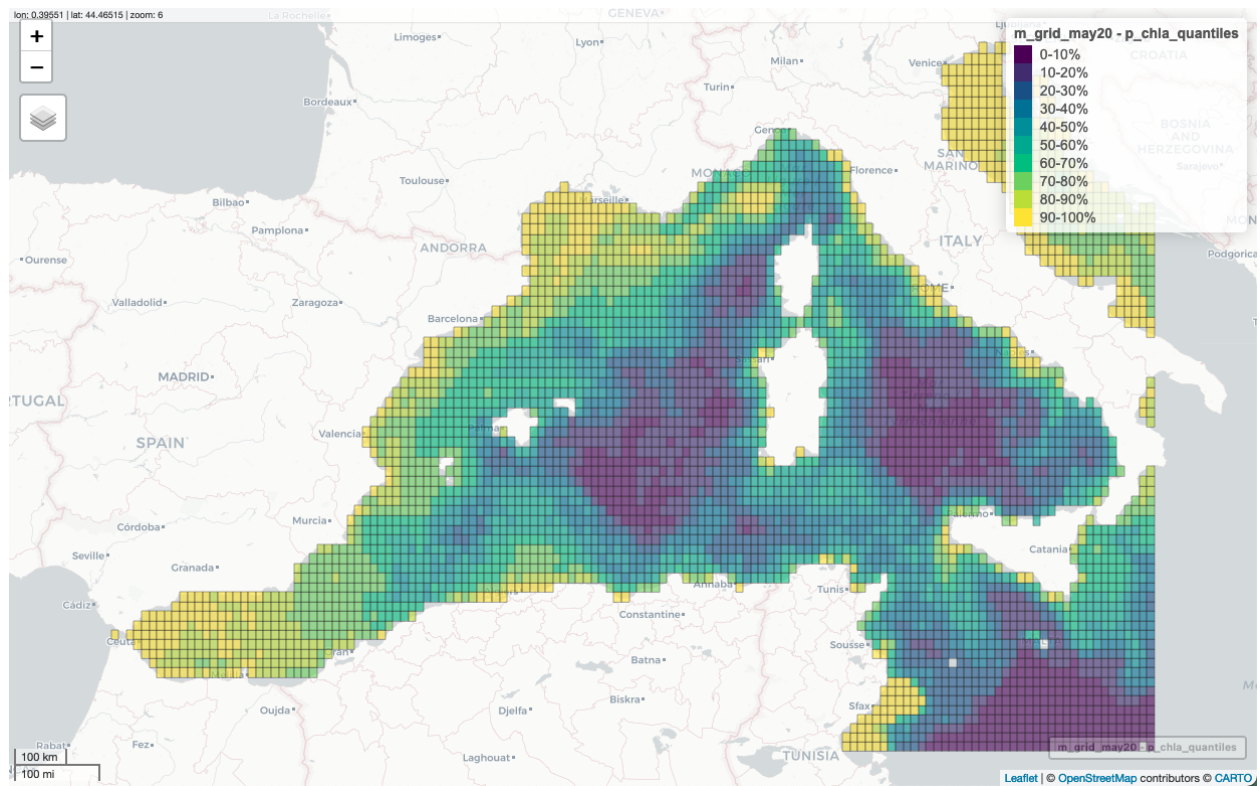 lon: 0.39551 | lat: 44.46515 | zoom: 6
La Rochelle
GENEVA
Limoges
Lyon
Milan
Venice
CROATIA
Turin
Bordeaux
BOSNIA
AND
HERZEGOVINA
Sarajevo
SAN
MARINO
Florence
Toulouse
Marseille
Bilbao
Pamplona
ANDORRA
ITALY
Ourense
Podgorica
Valladolid
Zaragoza
Barcelona
MADRID
SPAIN
Valencia
Palma
Córdoba
Murcia
Seville
Granada
Catania
Cádiz
Annaba
Tunis
Constantine
Sousse
Batna
Biskra
Oujda
Djelfa
Sfax
Rabat
Fez
Laghouat
TUNISIA
+
−
m_grid_may20 - p_chla_quantiles
0-10%
10-20%
20-30%
30-40%
40-50%
50-60%
60-70%
70-80%
80-90%
90-100%
100 km
100 mi
m_grid_may20 - p_chla_quantiles
Leaflet | © OpenStreetMap contributors © CARTO